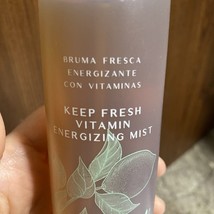 BRUMA FRESCA
ENERGIZANTE
CON VITAMINAS
KEEP FRESH
VITAMIN
ENERGIZING MIST